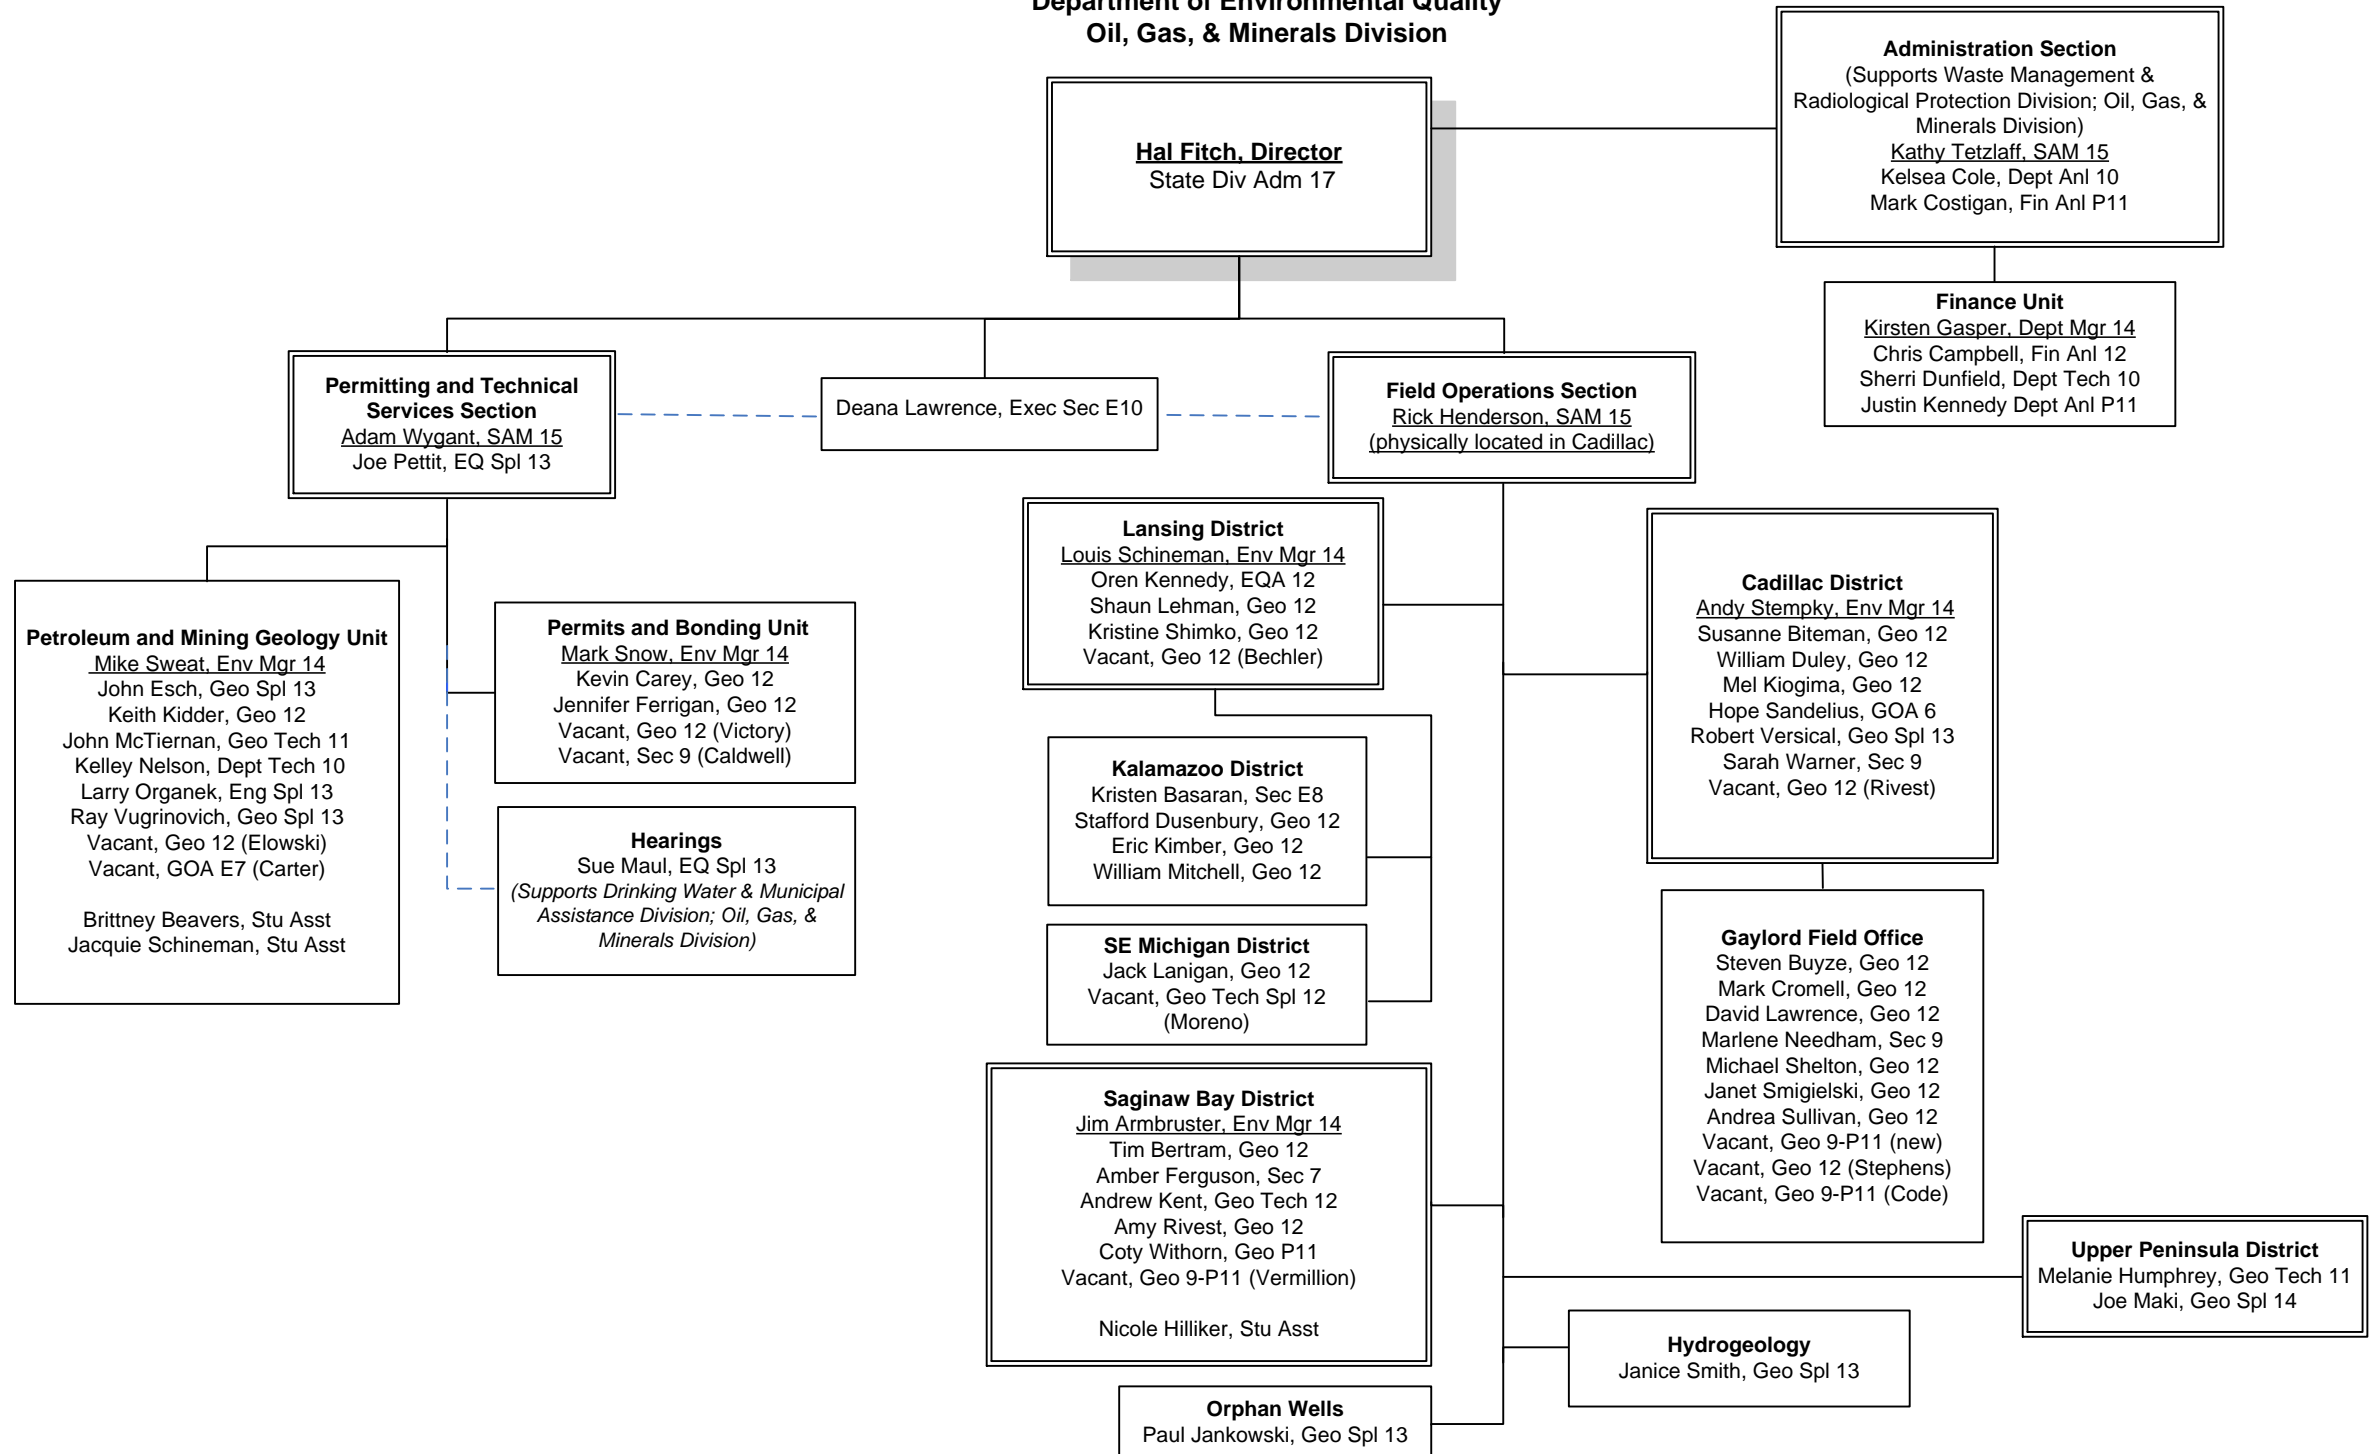 Department of Environmental Quality
Oil, Gas, & Minerals Division
Hal Fitch, Director
State Div Adm 17
Administration Section
(Supports Waste Management &
Radiological Protection Division; Oil, Gas, &
Minerals Division)
Kathy Tetzlaff, SAM 15
Kelsea Cole, Dept Anl 10
Mark Costigan, Fin Anl P11
Finance Unit
Kirsten Gasper, Dept Mgr 14
Chris Campbell, Fin Anl 12
Sherri Dunfield, Dept Tech 10
Justin Kennedy Dept Anl P11
Permitting and Technical
Services Section
Adam Wygant, SAM 15
Joe Pettit, EQ Spl 13
Deana Lawrence, Exec Sec E10
Field Operations Section
Rick Henderson, SAM 15
(physically located in Cadillac)
Petroleum and Mining Geology Unit
Mike Sweat, Env Mgr 14
John Esch, Geo Spl 13
Keith Kidder, Geo 12
John McTiernan, Geo Tech 11
Kelley Nelson, Dept Tech 10
Larry Organek, Eng Spl 13
Ray Vugrinovich, Geo Spl 13
Vacant, Geo 12 (Elowski)
Vacant, GOA E7 (Carter)
Brittney Beavers, Stu Asst
Jacquie Schineman, Stu Asst
Permits and Bonding Unit
Mark Snow, Env Mgr 14
Kevin Carey, Geo 12
Jennifer Ferrigan, Geo 12
Vacant, Geo 12 (Victory)
Vacant, Sec 9 (Caldwell)
Hearings
Sue Maul, EQ Spl 13
(Supports Drinking Water & Municipal
Assistance Division; Oil, Gas, &
Minerals Division)
Lansing District
Louis Schineman, Env Mgr 14
Oren Kennedy, EQA 12
Shaun Lehman, Geo 12
Kristine Shimko, Geo 12
Vacant, Geo 12 (Bechler)
Kalamazoo District
Kristen Basaran, Sec E8
Stafford Dusenbury, Geo 12
Eric Kimber, Geo 12
William Mitchell, Geo 12
SE Michigan District
Jack Lanigan, Geo 12
Vacant, Geo Tech Spl 12
(Moreno)
Saginaw Bay District
Jim Armbruster, Env Mgr 14
Tim Bertram, Geo 12
Amber Ferguson, Sec 7
Andrew Kent, Geo Tech 12
Amy Rivest, Geo 12
Coty Withorn, Geo P11
Vacant, Geo 9-P11 (Vermillion)
Nicole Hilliker, Stu Asst
Orphan Wells
Paul Jankowski, Geo Spl 13
Cadillac District
Andy Stempky, Env Mgr 14
Susanne Biteman, Geo 12
William Duley, Geo 12
Mel Kiogima, Geo 12
Hope Sandelius, GOA 6
Robert Versical, Geo Spl 13
Sarah Warner, Sec 9
Vacant, Geo 12 (Rivest)
Gaylord Field Office
Steven Buyze, Geo 12
Mark Cromell, Geo 12
David Lawrence, Geo 12
Marlene Needham, Sec 9
Michael Shelton, Geo 12
Janet Smigielski, Geo 12
Andrea Sullivan, Geo 12
Vacant, Geo 9-P11 (new)
Vacant, Geo 12 (Stephens)
Vacant, Geo 9-P11 (Code)
Upper Peninsula District
Melanie Humphrey, Geo Tech 11
Joe Maki, Geo Spl 14
Hydrogeology
Janice Smith, Geo Spl 13